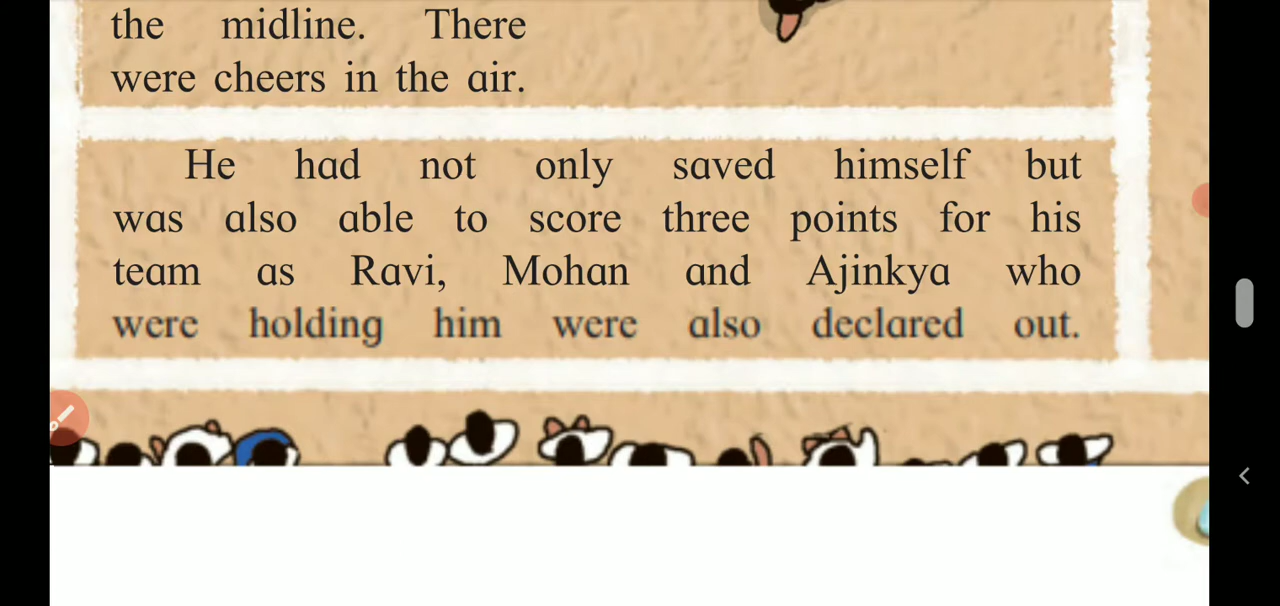 the midline. There
were cheers in the air.
He had not only saved himself but
was also able to score three points for his
team as Ravi, Mohan and Ajinkya who
were holding him were also declared out.